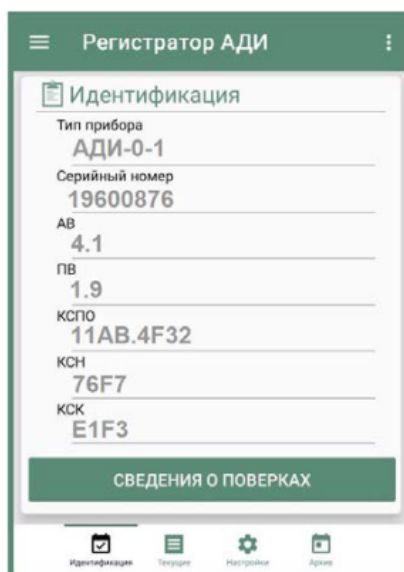 Регистратор АДИ
Идентификация
Тип прибора
АДИ-0-1
Серийный номер
19600876
АВ
4.1
ПВ
1.9
КСПО
11AB.4F32
КСН
76F7
КСК
E1F3
СВЕДЕНИЯ О ПОВЕРКАХ
Идентификация Текущие Настройки Архив